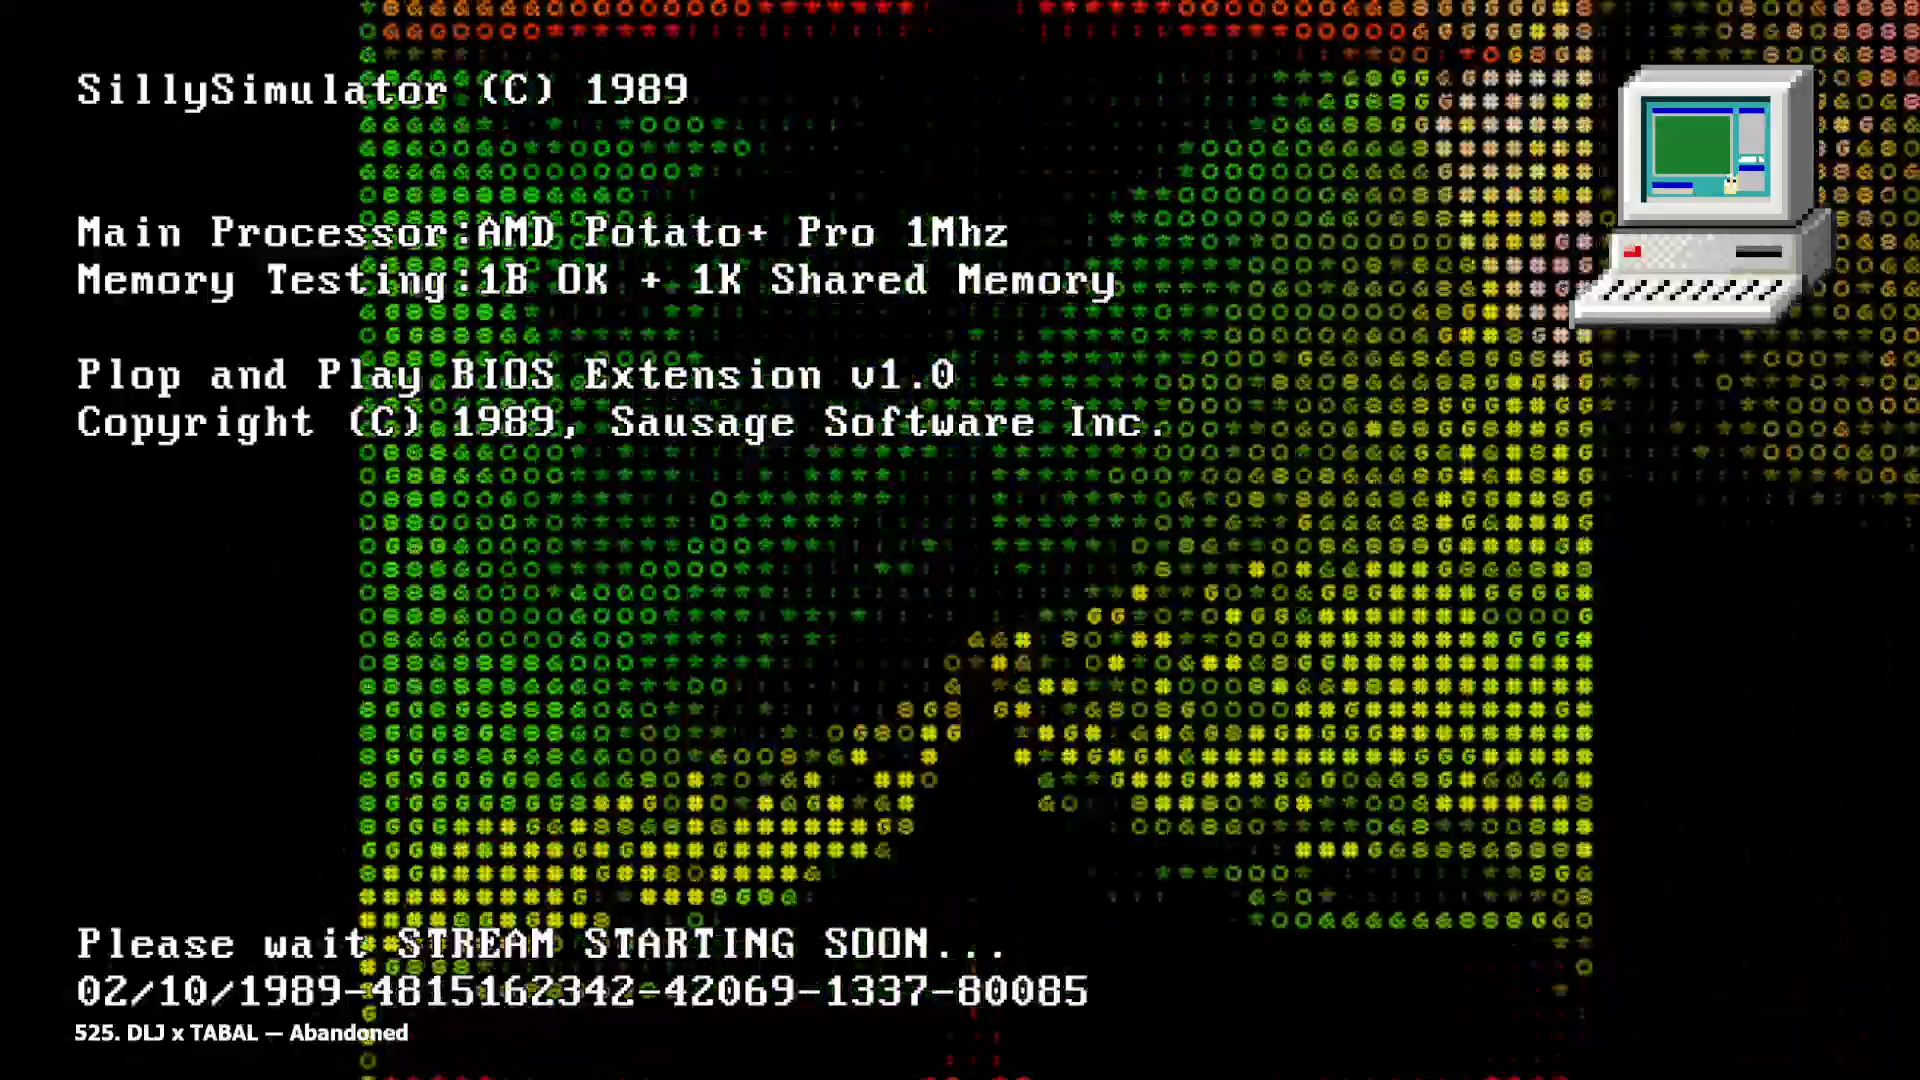 SillySimulator (C) 1989
Main Processor:AMD Potato+ Pro 1Mhz
Memory Testing:1B OK + 1K Shared Memory
Plop and Play BIOS Extension v1.0
Copyright (C) 1989, Sausage Software Inc.
Please wait STREAM STARTING SOON...
02/10/1989-4815162342-42069-1337-80085
525. DLJ x TABAL — Abandoned